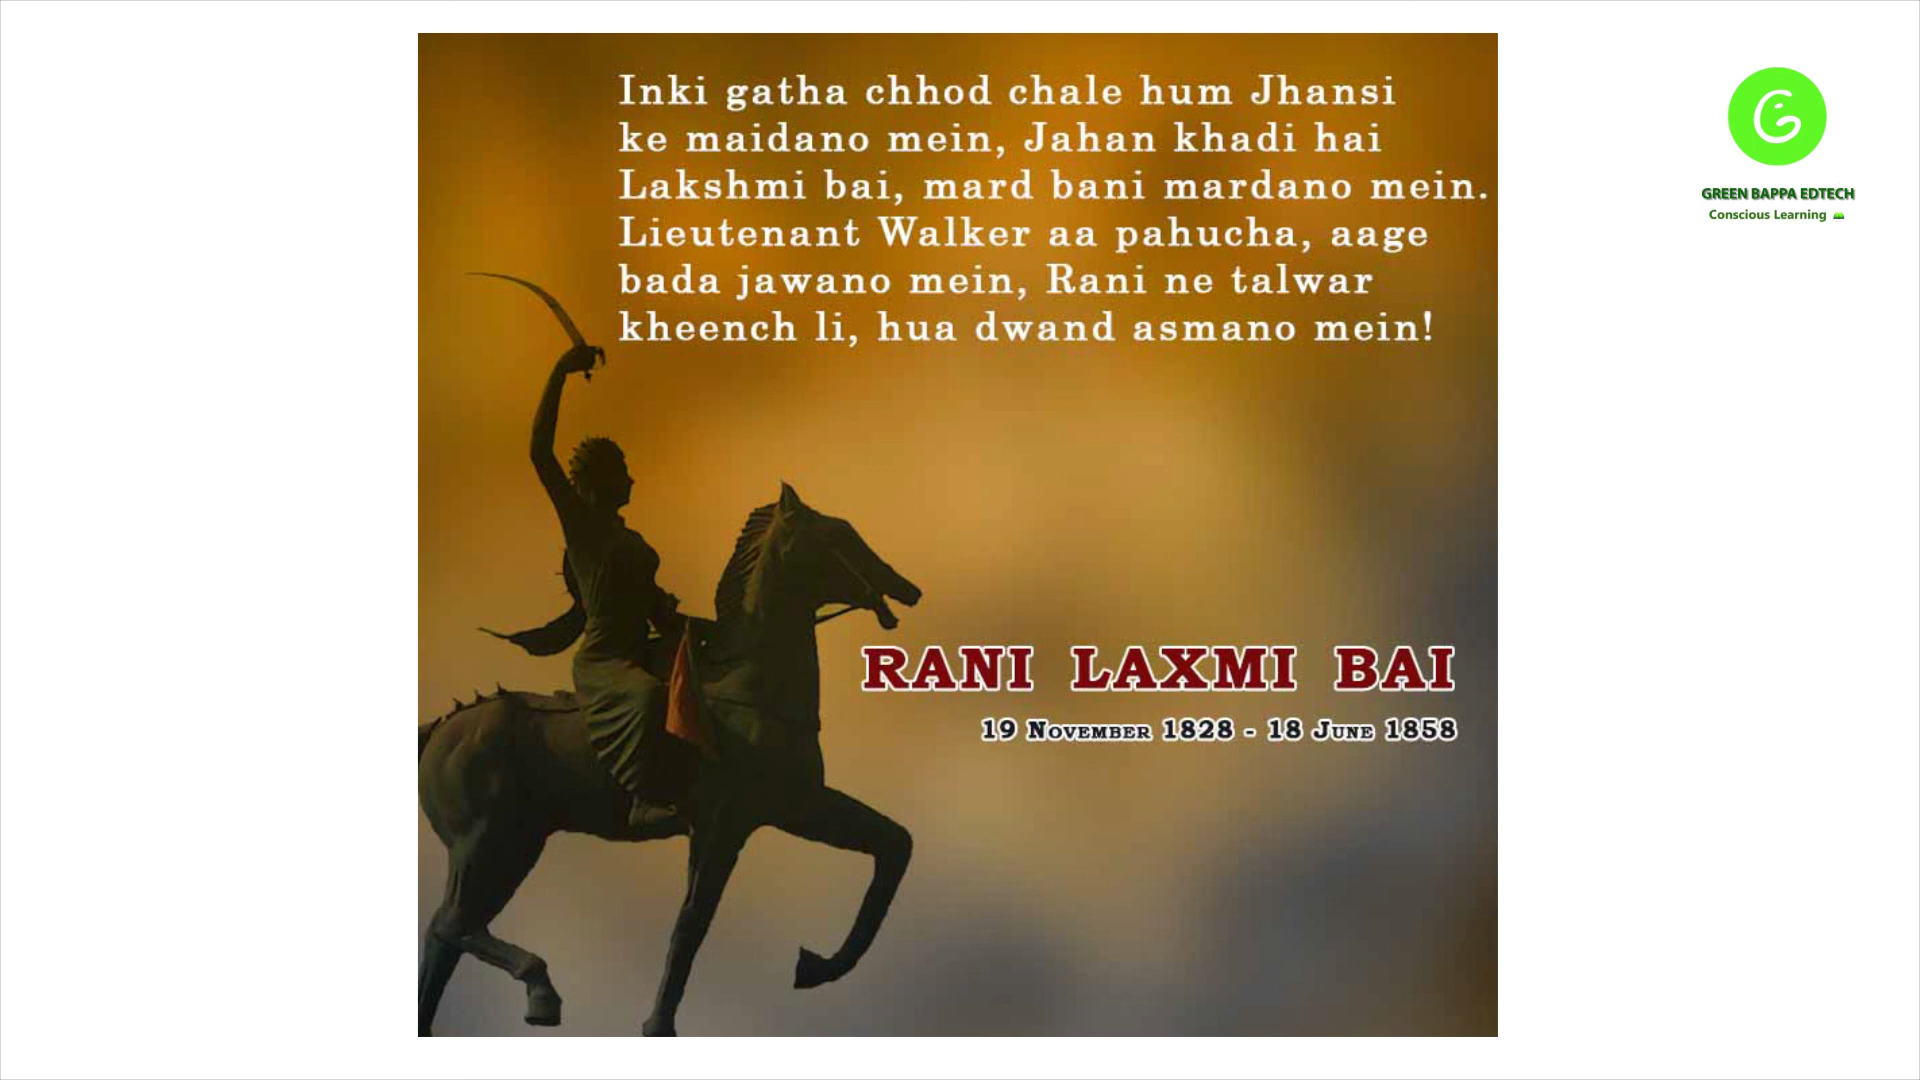 Inki gatha chhod chale hum Jhansi
ke maidano mein, Jahan khadi hai
Lakshmi bai, mard bani mardano mein.
Lieutenant Walker aa pahucha, aage
bada jawano mein, Rani ne talwar
kheench li, hua dwand asmano mein!
RANI LAXMI BAI
19 November 1828 - 18 June 1858
GREEN BAPPA EDTECH
Conscious Learning